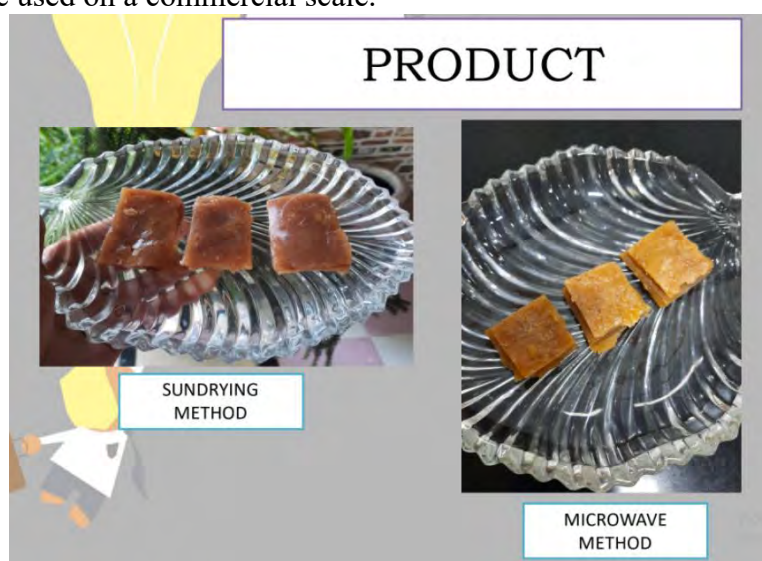 e used on a commercial scale.
PRODUCT
SUNDRYING
METHOD
MICROWAVE
METHOD